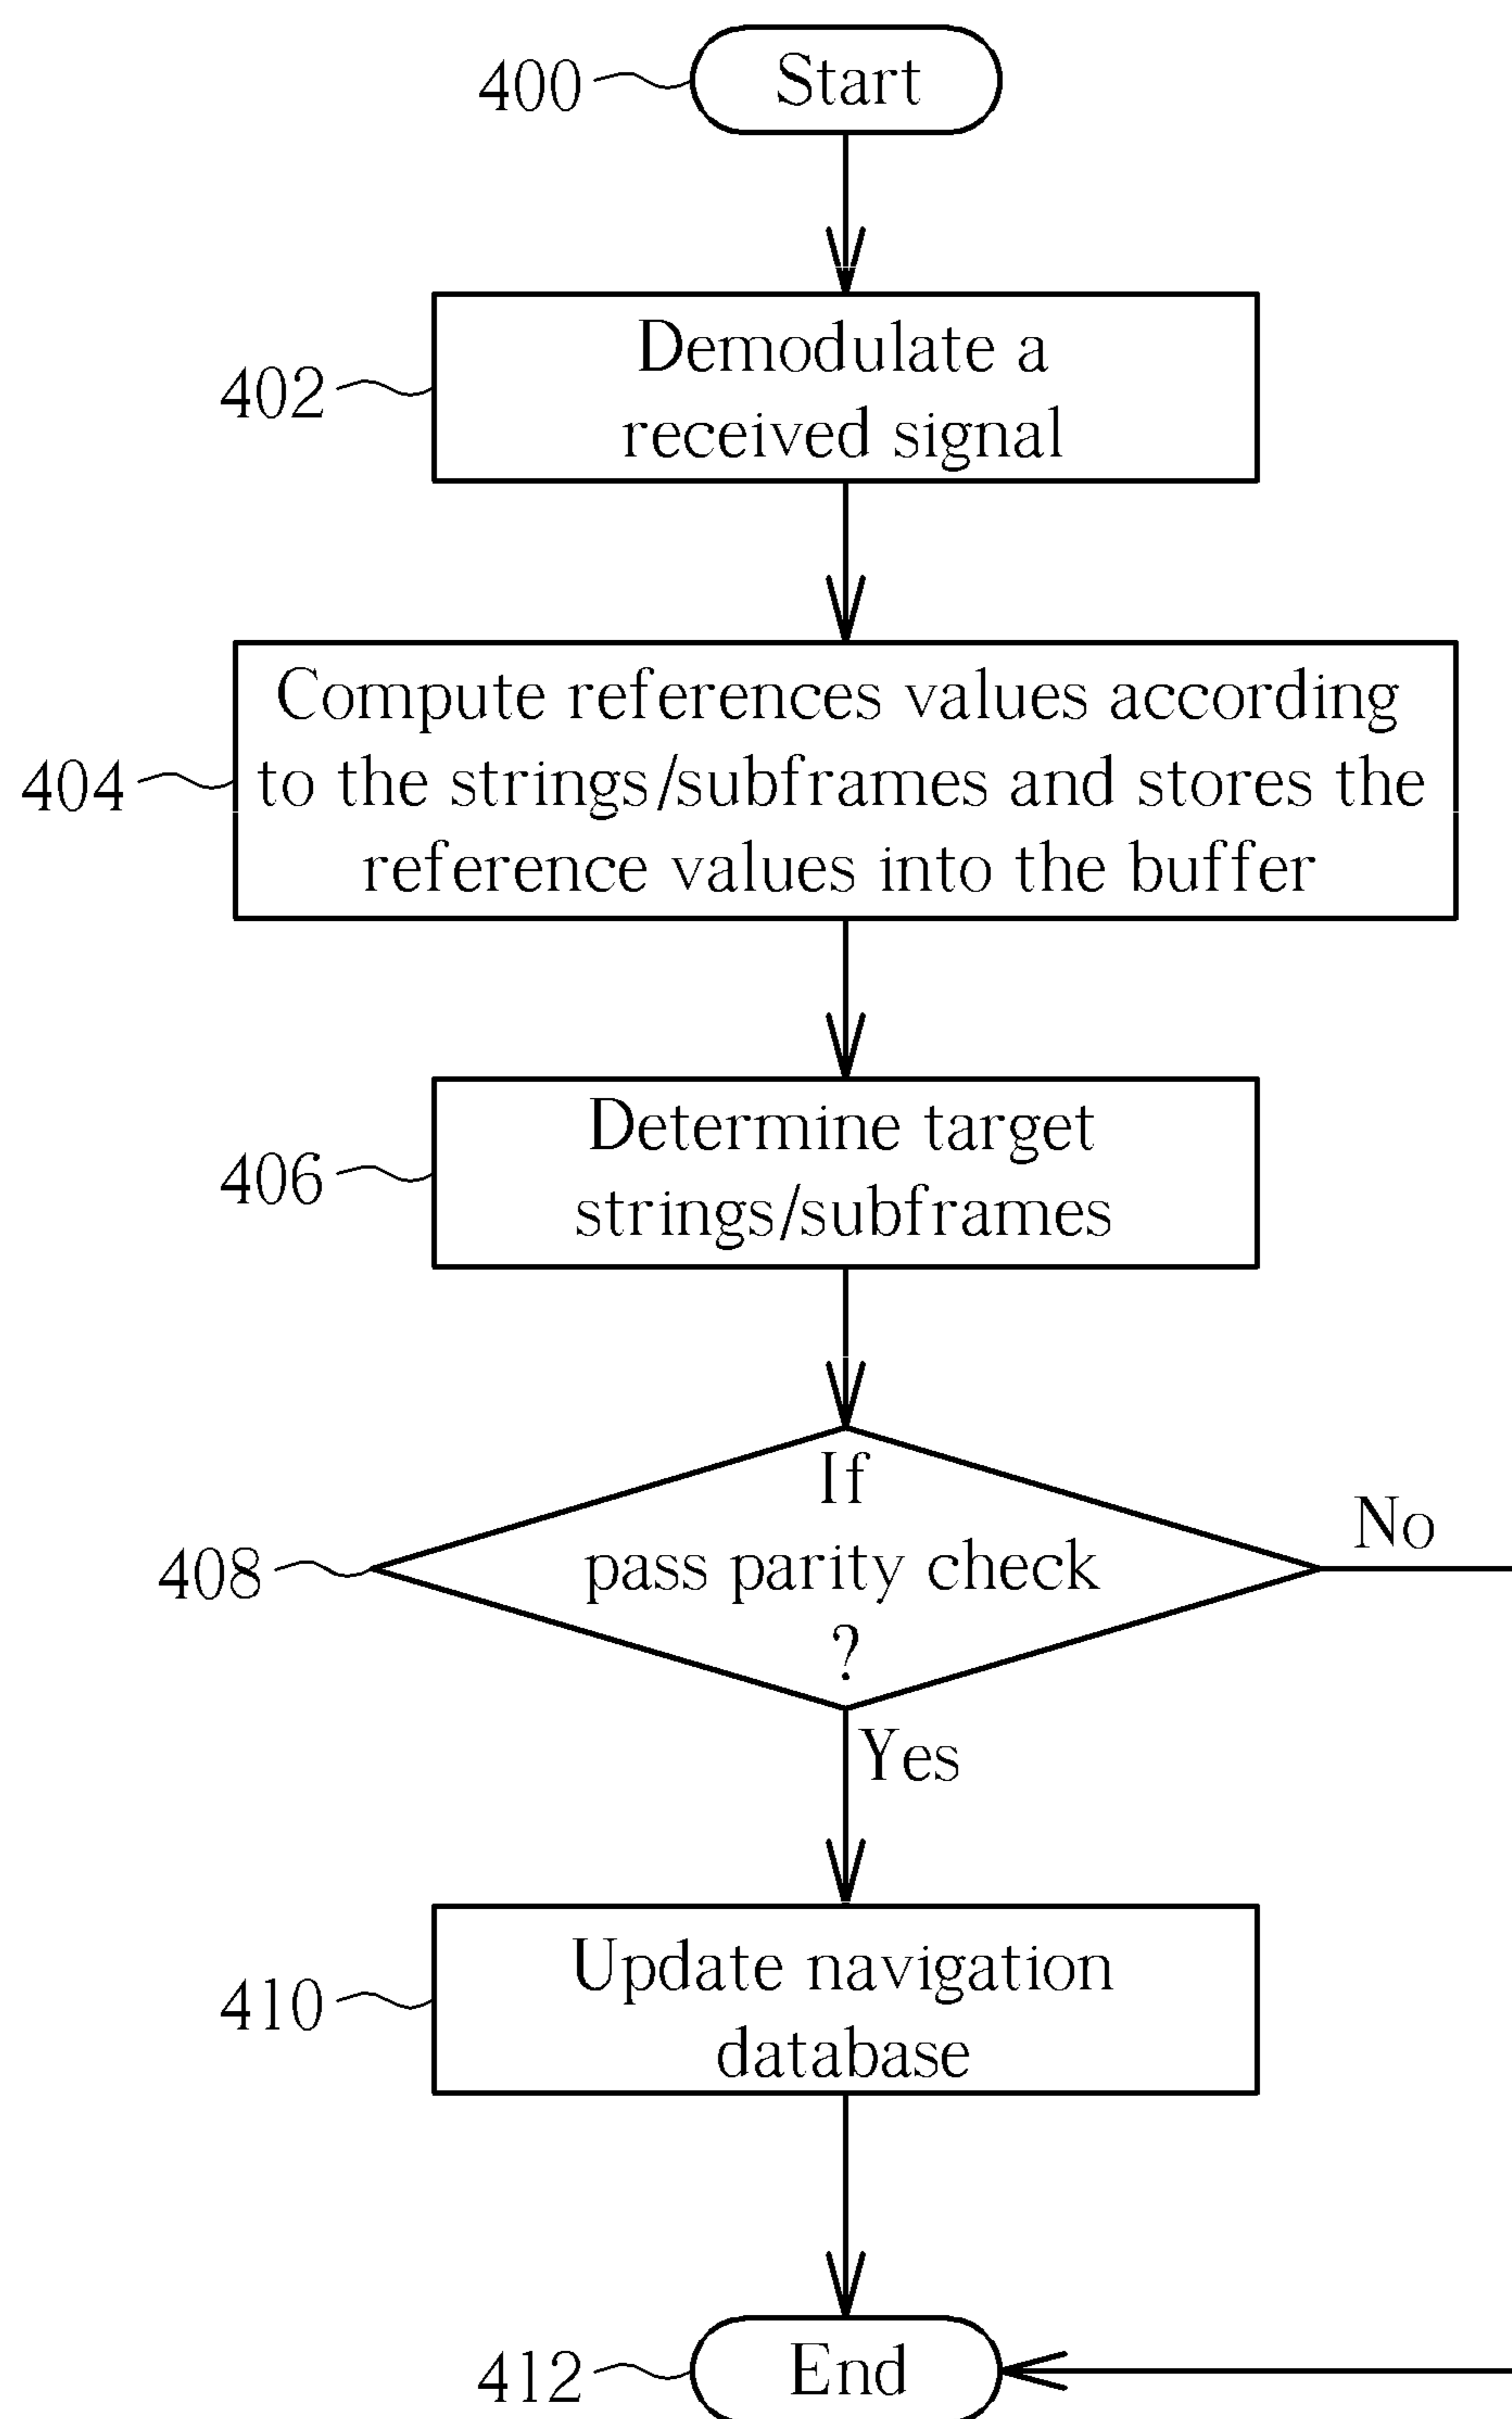 400
Start
402
Demodulate a
received signal
404
Compute references values according
to the strings/subframes and stores the
reference values into the buffer
406
Determine target
strings/subframes
408
If
pass parity check
?
No
Yes
410
Update navigation
database
412
End